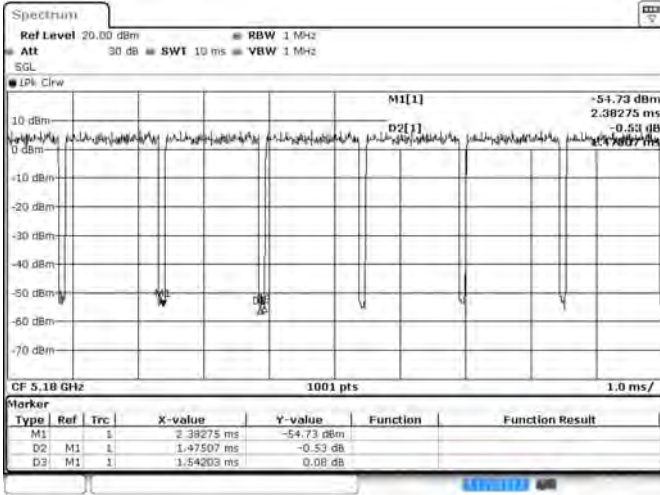 Spectrum
Ref Level 20.00 dBm RBW 1 MHz
Att 30 dB SWT 10 ms VBW 1 MHz
SGL
1Pk Clrw
M1[1] -54.73 dBm
2.38275 ms
D2[1] -0.53 dB
1.47507 ms
10 dBm
0 dBm
-10 dBm
-20 dBm
-30 dBm
-40 dBm
-50 dBm
M1
-60 dBm
-70 dBm
CF 5.18 GHz 1001 pts 1.0 ms/
Marker
Type Ref Trc X-value Y-value Function Function Result
M1 1 2.38275 ms -54.73 dBm
D2 M1 1 1.47507 ms -0.53 dB
D3 M1 1 1.54203 ms 0.08 dB